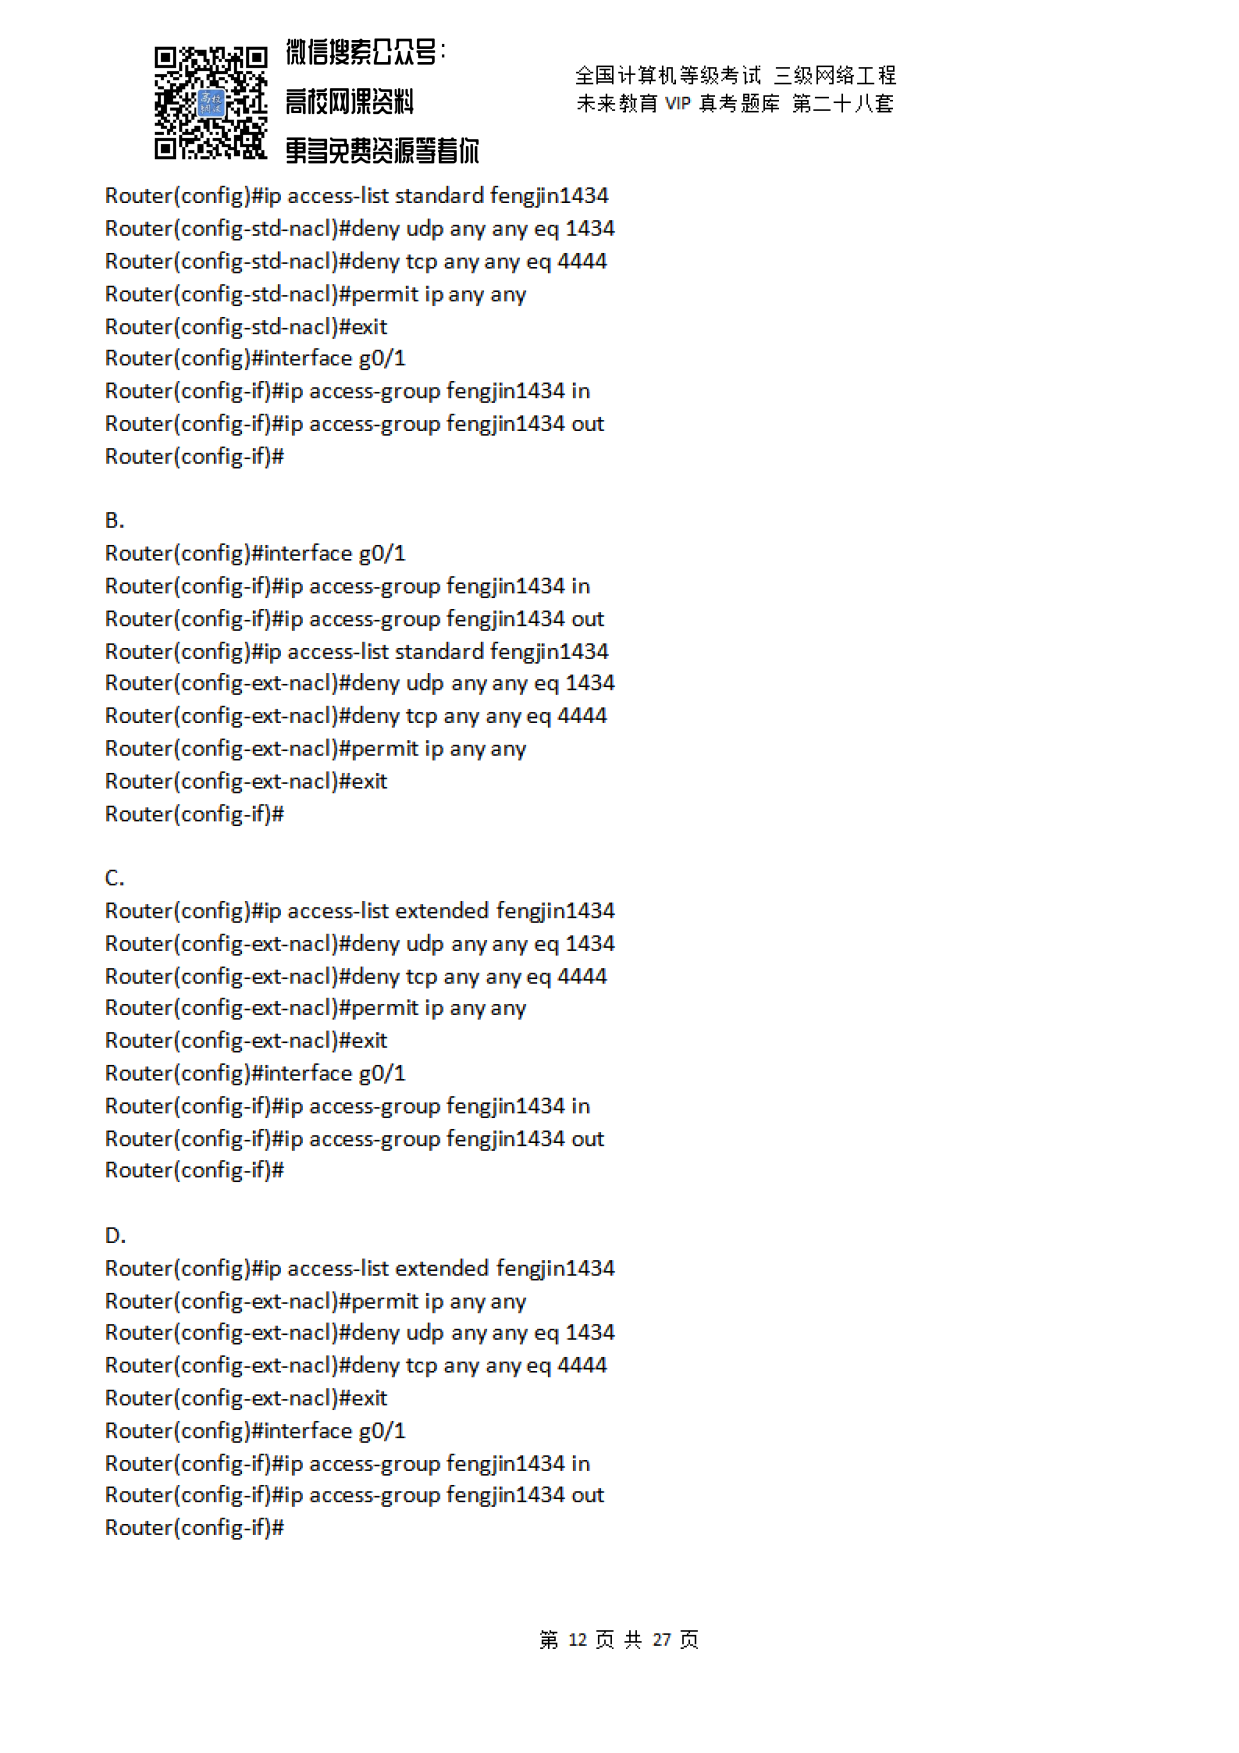 微信搜索公众号：
高校网课资料
更多免费资源等着你
全国计算机等级考试 三级网络工程
未来教育 VIP 真考题库 第二十八套
高校
网课
Router(config)#ip access-list standard fengjin1434
Router(config-std-nacl)#deny udp any any eq 1434
Router(config-std-nacl)#deny tcp any any eq 4444
Router(config-std-nacl)#permit ip any any
Router(config-std-nacl)#exit
Router(config)#interface g0/1
Router(config-if)#ip access-group fengjin1434 in
Router(config-if)#ip access-group fengjin1434 out
Router(config-if)#
B.
Router(config)#interface g0/1
Router(config-if)#ip access-group fengjin1434 in
Router(config-if)#ip access-group fengjin1434 out
Router(config)#ip access-list standard fengjin1434
Router(config-ext-nacl)#deny udp any any eq 1434
Router(config-ext-nacl)#deny tcp any any eq 4444
Router(config-ext-nacl)#permit ip any any
Router(config-ext-nacl)#exit
Router(config-if)#
C.
Router(config)#ip access-list extended fengjin1434
Router(config-ext-nacl)#deny udp any any eq 1434
Router(config-ext-nacl)#deny tcp any any eq 4444
Router(config-ext-nacl)#permit ip any any
Router(config-ext-nacl)#exit
Router(config)#interface g0/1
Router(config-if)#ip access-group fengjin1434 in
Router(config-if)#ip access-group fengjin1434 out
Router(config-if)#
D.
Router(config)#ip access-list extended fengjin1434
Router(config-ext-nacl)#permit ip any any
Router(config-ext-nacl)#deny udp any any eq 1434
Router(config-ext-nacl)#deny tcp any any eq 4444
Router(config-ext-nacl)#exit
Router(config)#interface g0/1
Router(config-if)#ip access-group fengjin1434 in
Router(config-if)#ip access-group fengjin1434 out
Router(config-if)#
第 12 页 共 27 页